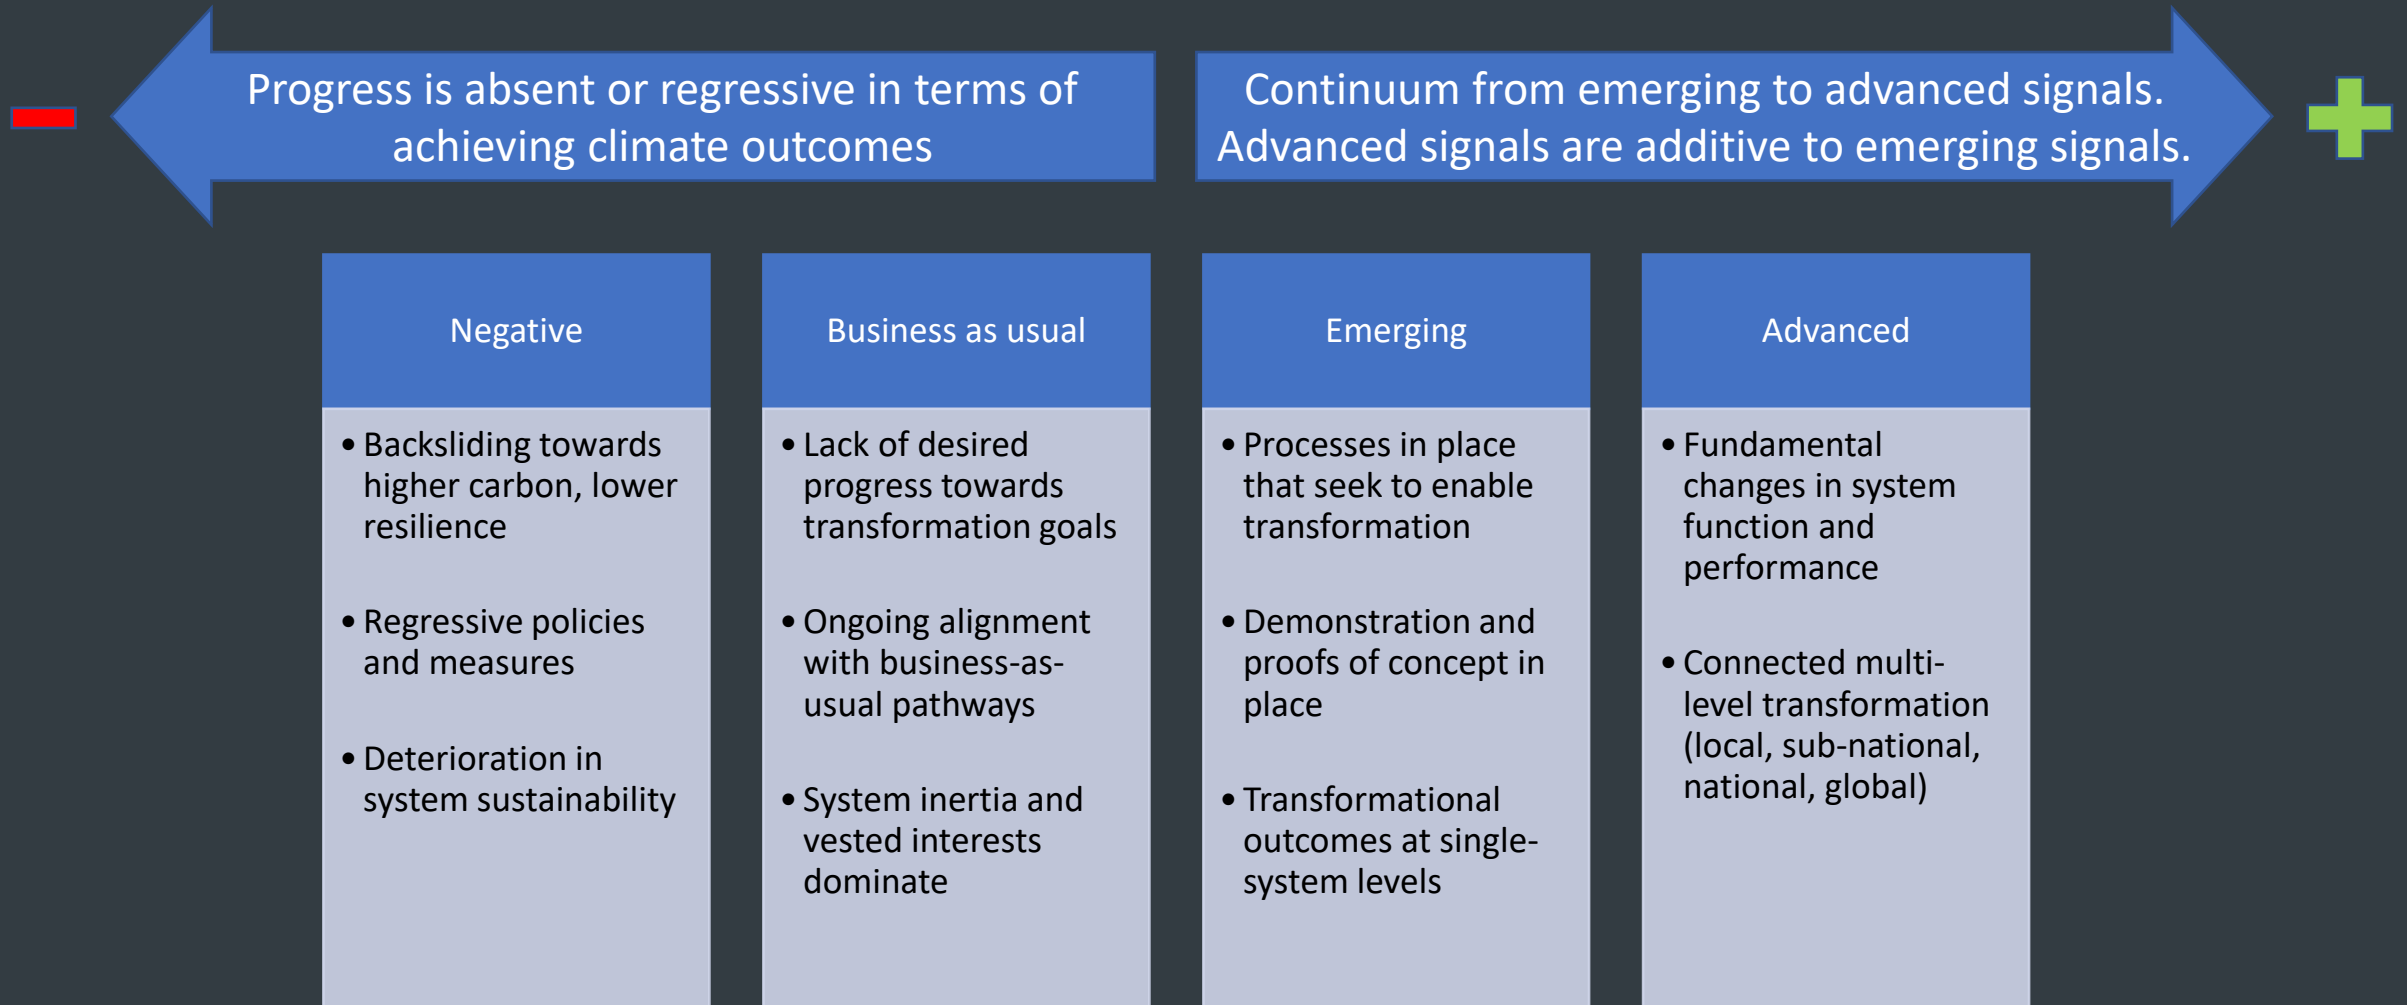 Progress is absent or regressive in terms of
achieving climate outcomes
Continuum from emerging to advanced signals.
Advanced signals are additive to emerging signals.
Negative
• Backsliding towards
higher carbon, lower
resilience
• Regressive policies
and measures
• Deterioration in
system sustainability
Business as usual
• Lack of desired
progress towards
transformation goals
• Ongoing alignment
with business-as-
usual pathways
• System inertia and
vested interests
dominate
Emerging
• Processes in place
that seek to enable
transformation
• Demonstration and
proofs of concept in
place
• Transformational
outcomes at single-
system levels
Advanced
• Fundamental
changes in system
function and
performance
• Connected multi-
level transformation
(local, sub-national,
national, global)